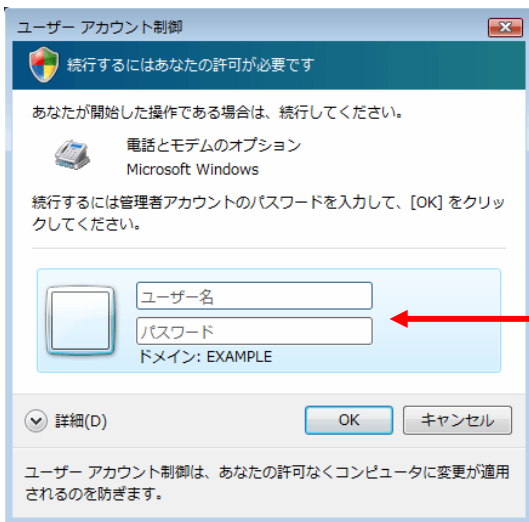 ユーザー アカウント制御
続行するにはあなたの許可が必要です
あなたが開始した操作である場合は、続行してください。
電話とモデムのオプション
Microsoft Windows
続行するには管理者アカウントのパスワードを入力して、[OK] をクリッ
クしてください。
ユーザー名
パスワード
ドメイン: EXAMPLE
詳細(D)
OK
キャンセル
ユーザー アカウント制御は、あなたの許可なくコンピュータに変更が適用
されるのを防ぎます。